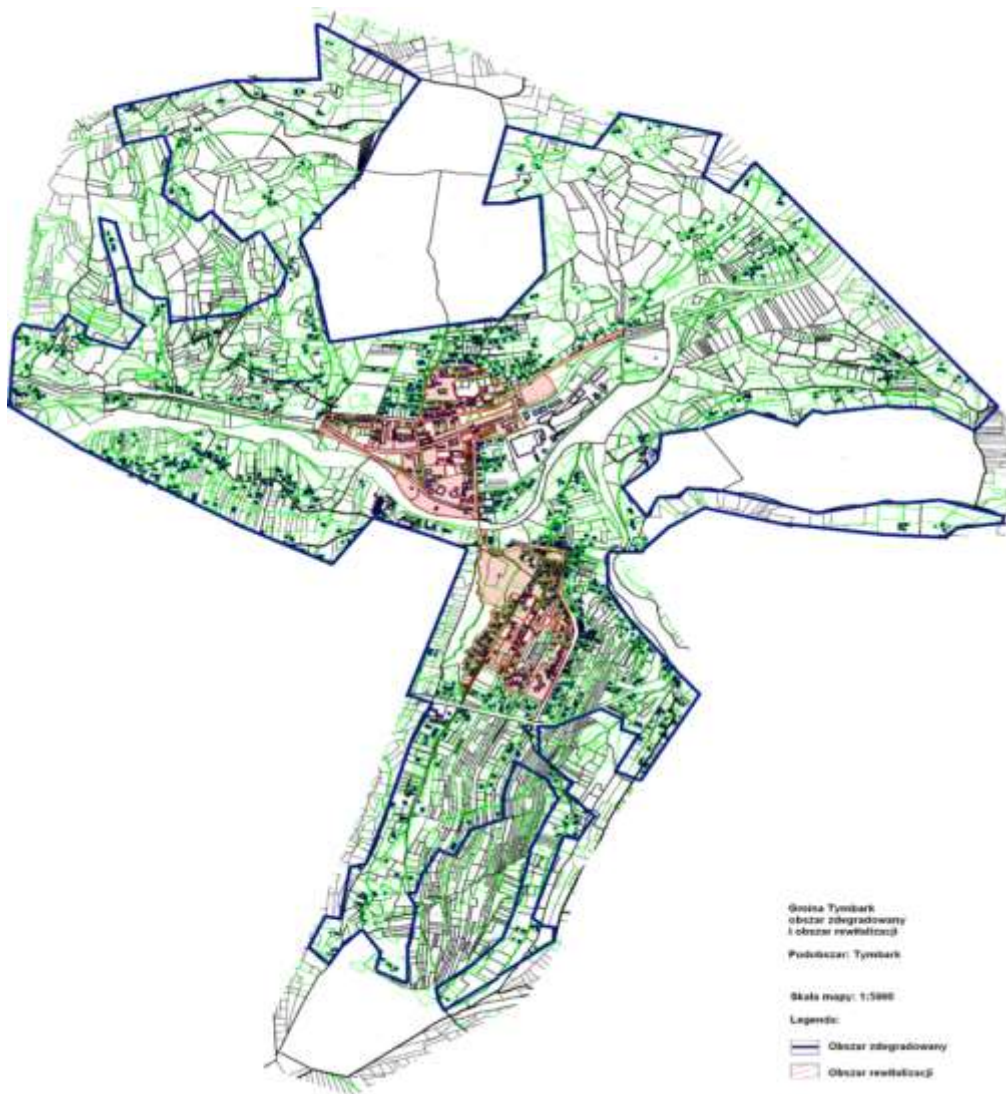 Gmina Tymbark
obszar zdegradowany
i obszar rewitalizacji
Podobszar: Tymbark
Skala mapy: 1:5000
Legenda:
Obszar zdegradowany
Obszar rewitalizacji